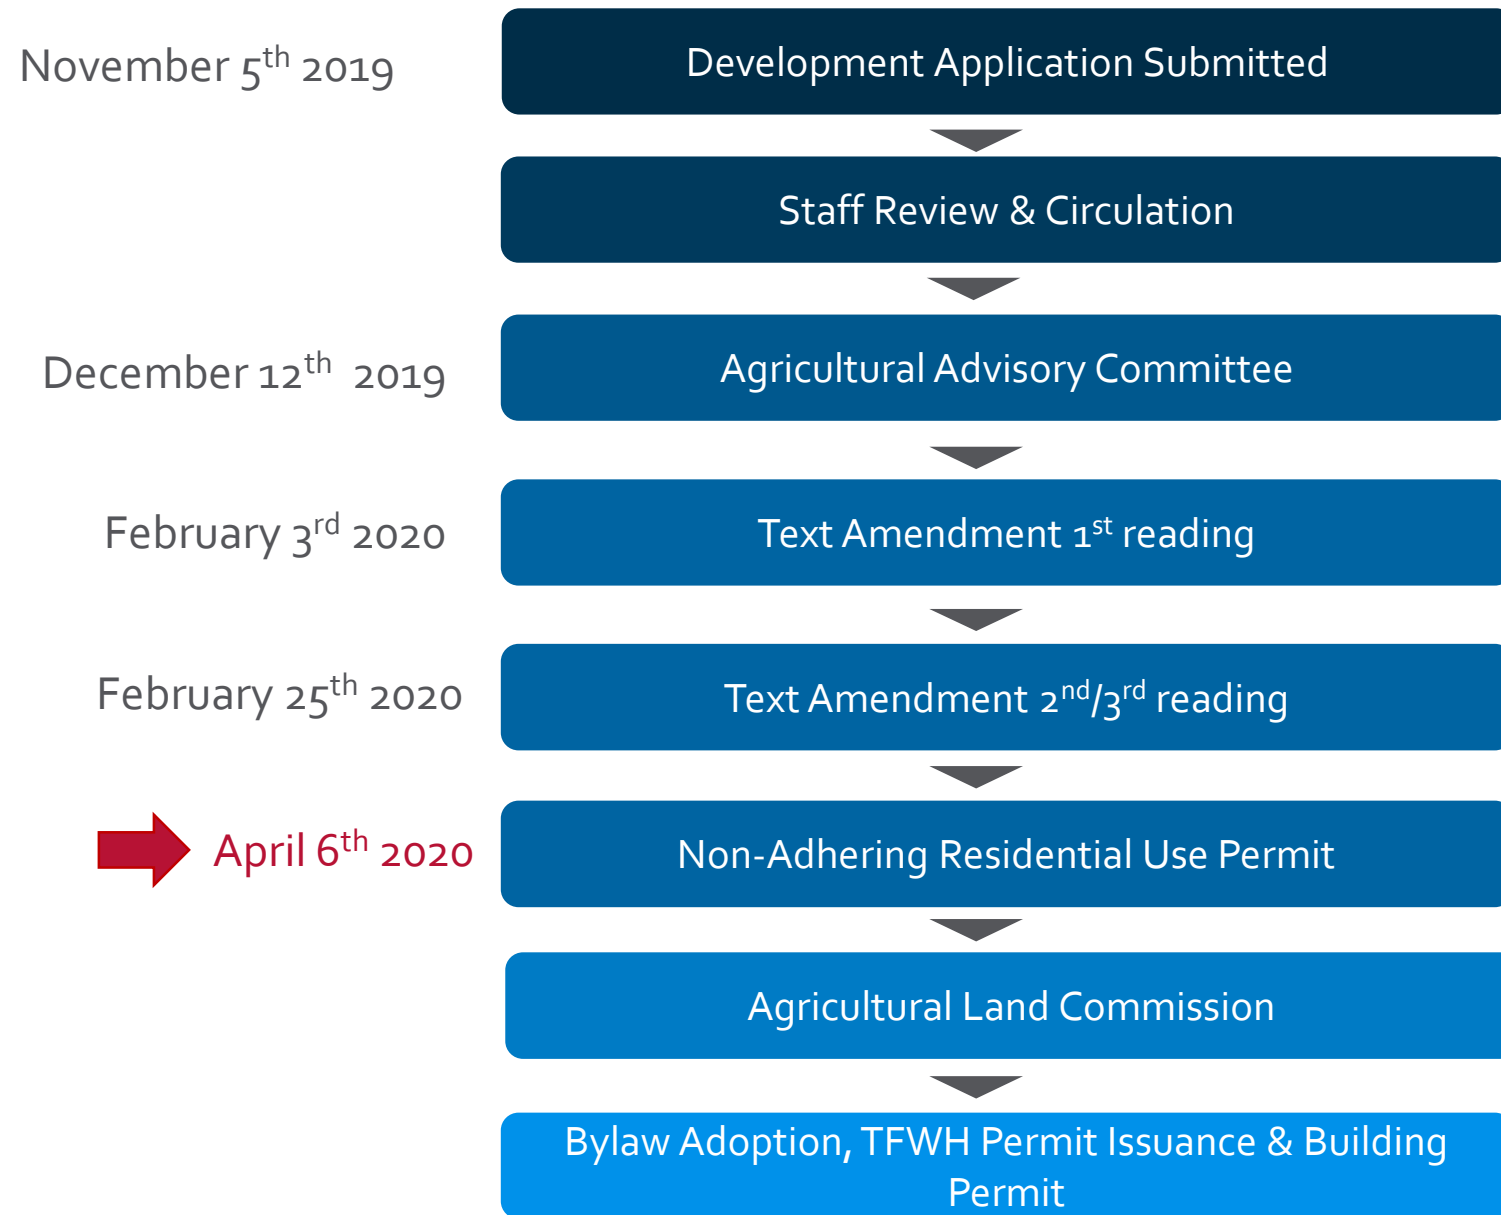 November 5th 2019
Development Application Submitted
Staff Review & Circulation
December 12th 2019
Agricultural Advisory Committee
February 3rd 2020
Text Amendment 1st reading
February 25th 2020
Text Amendment 2nd/3rd reading
April 6th 2020
Non-Adhering Residential Use Permit
Agricultural Land Commission
Bylaw Adoption, TFWH Permit Issuance & Building
Permit